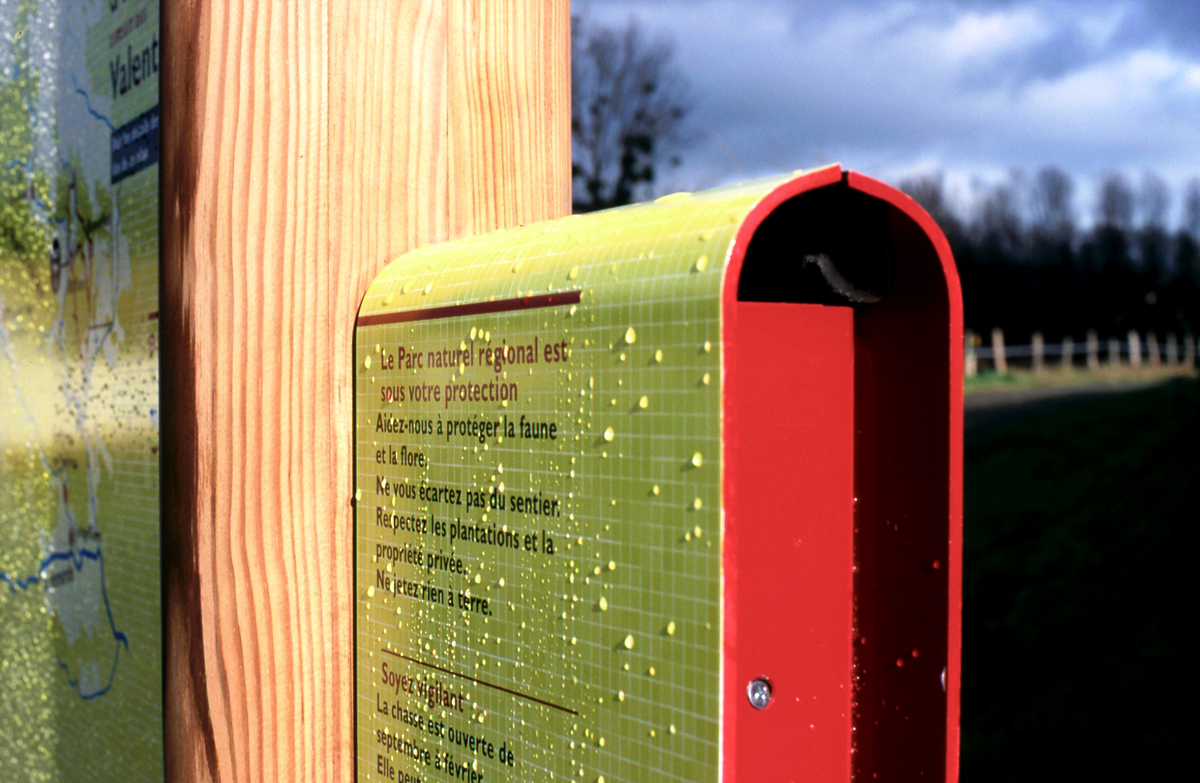 Valent
Le Parc naturel régional est
sous votre protection
Aidez-nous à protéger la faune
et la flore.
Ne vous écartez pas du sentier.
Respectez les plantations et la
propriété privée.
Ne jetez rien à terre.
Soyez vigilant
La chasse est ouverte de
septembre à février.
Elle peut